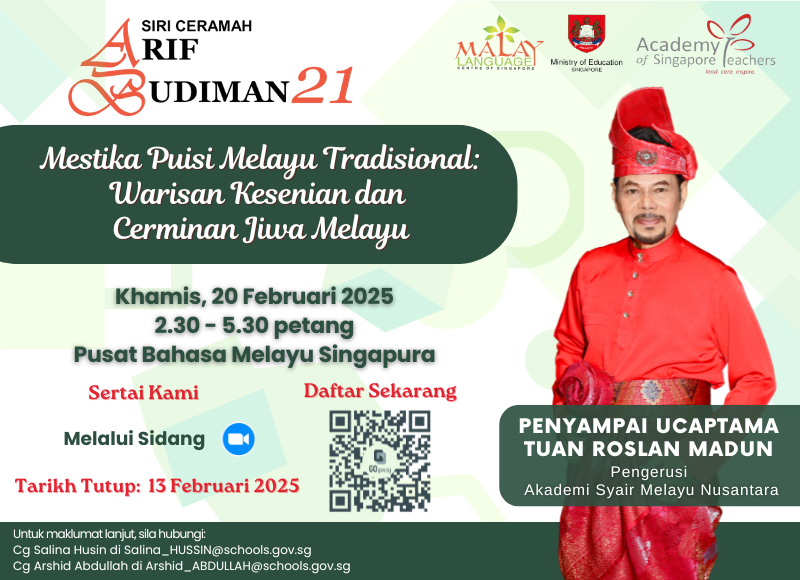 SIRI CERAMAH
ARIF
BUDIMAN 21
MALAY
LANGUAGE
CENTRE OF SINGAPORE
Ministry of Education
SINGAPORE
Academy
of Singapore Teachers
lead. care. inspire.
Mestika Puisi Melayu Tradisional:
Warisan Kesenian dan
Cerminan Jiwa Melayu
Khamis, 20 Februari 2025
2.30 - 5.30 petang
Pusat Bahasa Melayu Singapura
Sertai Kami
Daftar Sekarang
Melalui Sidang
Tarikh Tutup: 13 Februari 2025
PENYAMPAI UCAPTAMA
TUAN ROSLAN MADUN
Pengerusi
Akademi Syair Melayu Nusantara
Untuk maklumat lanjut, sila hubungi:
Cg Salina Husin di Salina_HUSSIN@schools.gov.sg
Cg Arshid Abdullah di Arshid_ABDULLAH@schools.gov.sg